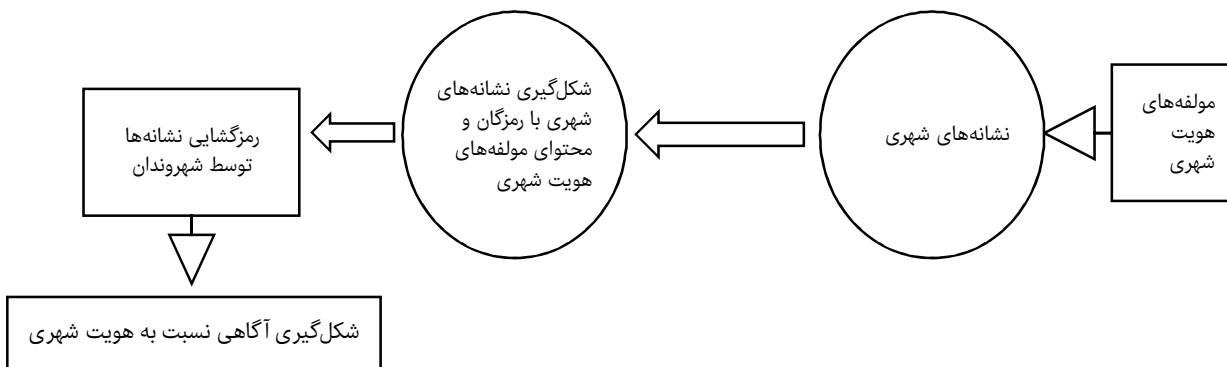 مولفه‌های
هویت
شهری
نشانه‌های شهری
شکل‌گیری نشانه‌های
شهری با رمزگان و
محتوای مولفه‌های
هویت شهری
رمزگشایی نشانه‌ها
توسط شهروندان
شکل‌گیری آگاهی نسبت به هویت شهری